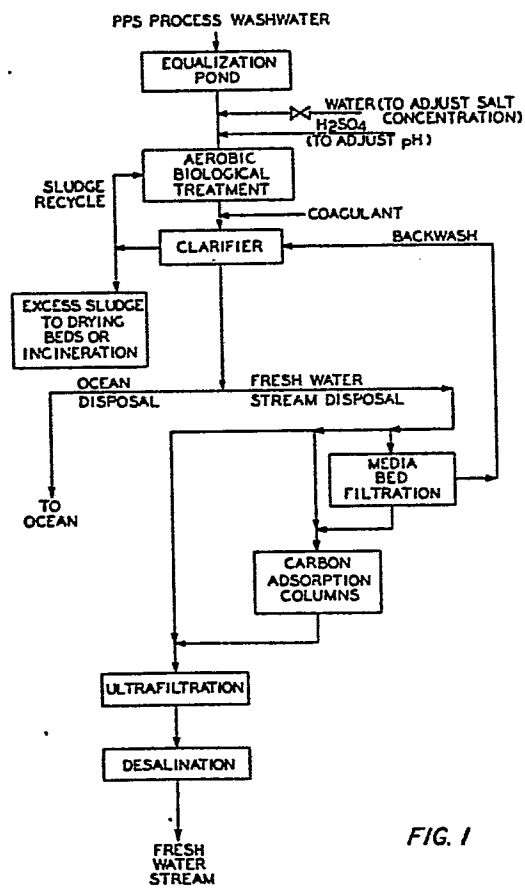 PPS PROCESS WASHWATER
EQUALIZATION
POND
WATER (TO ADJUST SALT
CONCENTRATION)
H2SO4
(TO ADJUST pH)
AEROBIC
BIOLOGICAL
TREATMENT
SLUDGE
RECYCLE
COAGULANT
CLARIFIER
BACKWASH
EXCESS SLUDGE
TO DRYING
BEDS OR
INCINERATION
OCEAN
DISPOSAL
FRESH WATER
STREAM DISPOSAL
MEDIA
BED
FILTRATION
TO
OCEAN
CARBON
ADSORPTION
COLUMNS
ULTRAFILTRATION
DESALINATION
FRESH
WATER
STREAM
FIG. 1